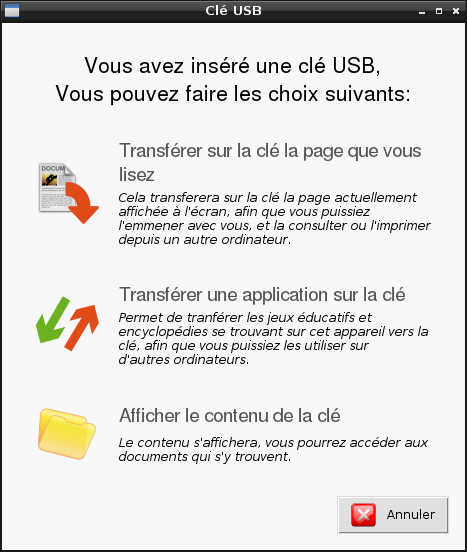 Clé USB
Vous avez inséré une clé USB,
Vous pouvez faire les choix suivants:
Transférer sur la clé la page que vous
lisez
DOCUM
Cela transferera sur la clé la page actuellement
affichée à l'écran, afin que vous puissiez
l'emmener avec vous, et la consulter ou l'imprimer
depuis un autre ordinateur.
Transférer une application sur la clé
Permet de tranférer les jeux éducatifs et
encyclopédies se trouvant sur cet appareil vers la
clé, afin que vous puissiez les utiliser sur
d'autres ordinateurs.
Afficher le contenu de la clé
Le contenu s'affichera, vous pourrez accéder aux
documents qui s'y trouvent.
Annuler